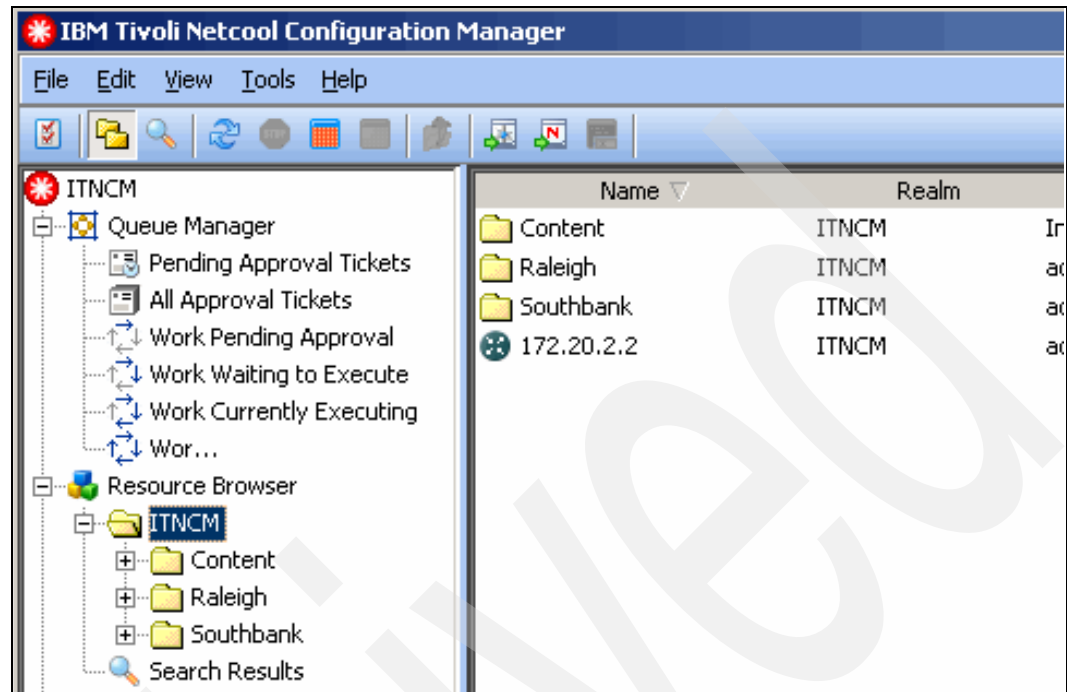 IBM Tivoli Netcool Configuration Manager
File Edit View Tools Help
ITNCM
Queue Manager
Pending Approval Tickets
All Approval Tickets
Work Pending Approval
Work Waiting to Execute
Work Currently Executing
Wor...
Resource Browser
ITNCM
Content
Raleigh
Southbank
Search Results
Name Realm
Content ITNCM
Raleigh ITNCM
Southbank ITNCM
172.20.2.2 ITNCM